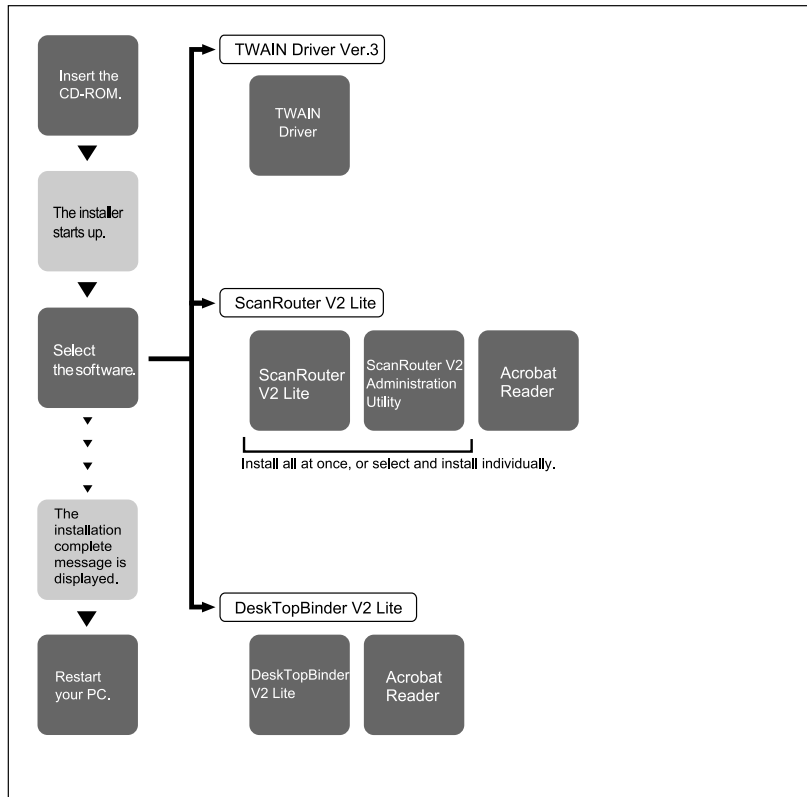 Insert the
CD-ROM.
The installer
starts up.
Select
the software.
The
installation
complete
message is
displayed.
Restart
your PC.
TWAIN Driver Ver.3
TWAIN
Driver
ScanRouter V2 Lite
ScanRouter
V2 Lite
ScanRouter V2
Administration
Utility
Acrobat
Reader
Install all at once, or select and install individually.
DeskTopBinder V2 Lite
DeskTopBinder
V2 Lite
Acrobat
Reader